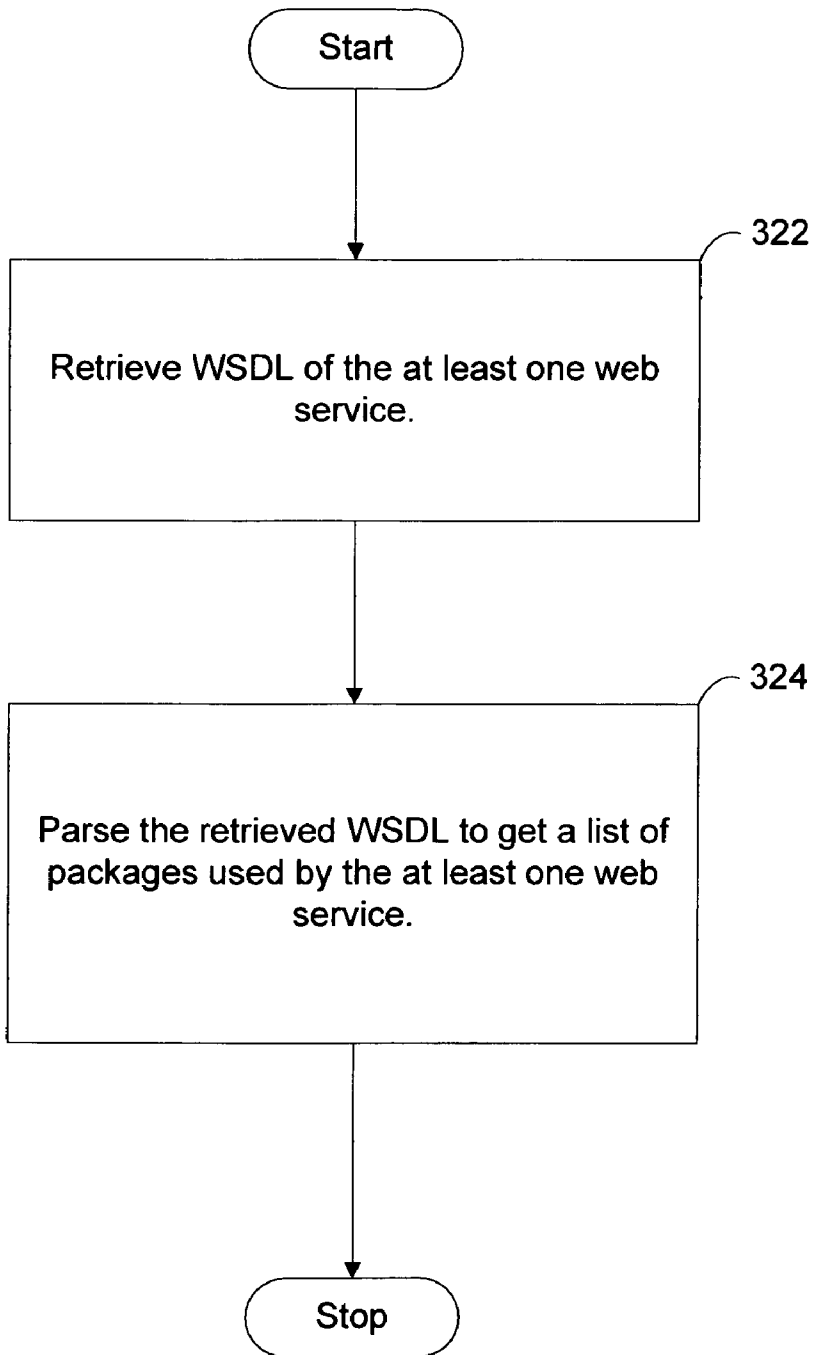 Start
322
Retrieve WSDL of the at least one web
service.
324
Parse the retrieved WSDL to get a list of
packages used by the at least one web
service.
Stop